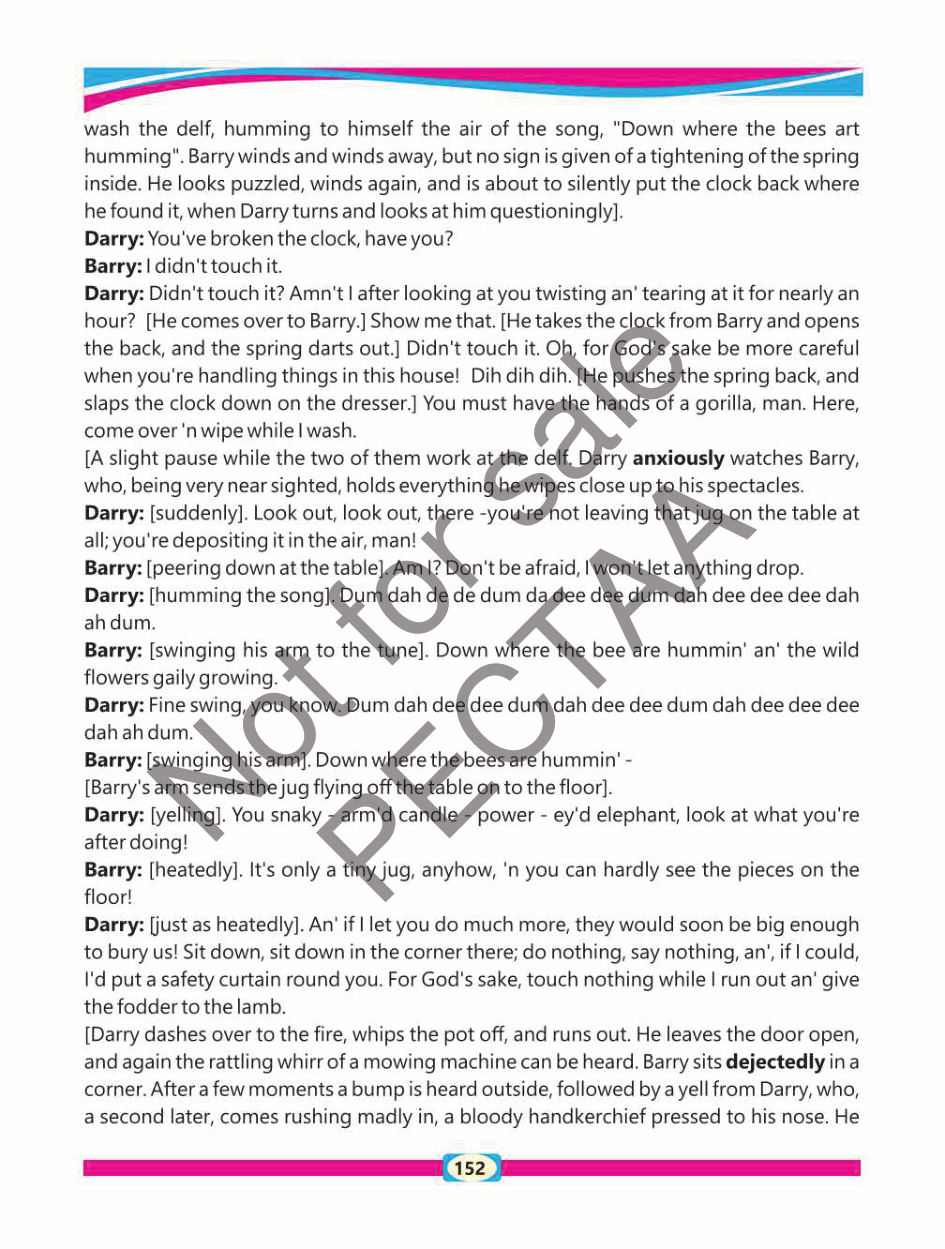 wash the delf, humming to himself the air of the song, "Down where the bees art
humming". Barry winds and winds away, but no sign is given of a tightening of the spring
inside. He looks puzzled, winds again, and is about to silently put the clock back where
he found it, when Darry turns and looks at him questioningly].
Darry: You've broken the clock, have you?
Barry: I didn't touch it.
Darry: Didn't touch it? Amn't I after looking at you twisting an' tearing at it for nearly an
hour? [He comes over to Barry.] Show me that. [He takes the clock from Barry and opens
the back, and the spring darts out.] Didn't touch it. Oh, for God's sake be more careful
when you're handling things in this house! Dih dih dih. [He pushes the spring back, and
slaps the clock down on the dresser.] You must have the hands of a gorilla, man. Here,
come over 'n wipe while I wash.
[A slight pause while the two of them work at the delf. Darry anxiously watches Barry,
who, being very near sighted, holds everything he wipes close up to his spectacles.
Darry: [suddenly]. Look out, look out, there -you're not leaving that jug on the table at
all; you're depositing it in the air, man!
Barry: [peering down at the table]. Am I? Don't be afraid, I won't let anything drop.
Darry: [humming the song]. Dum dah de de dum da dee dee dum dah dee dee dee dah
ah dum.
Barry: [swinging his arm to the tune]. Down where the bee are hummin' an' the wild
flowers gaily growing.
Darry: Fine swing, you know. Dum dah dee dee dum dah dee dee dum dah dee dee dee
dah ah dum.
Barry: [swinging his arm]. Down where the bees are hummin' -
[Barry's arm sends the jug flying off the table on to the floor].
Darry: [yelling]. You snaky - arm'd candle - power - ey'd elephant, look at what you're
after doing!
Barry: [heatedly]. It's only a tiny jug, anyhow, 'n you can hardly see the pieces on the
floor!
Darry: [just as heatedly]. An' if I let you do much more, they would soon be big enough
to bury us! Sit down, sit down in the corner there; do nothing, say nothing, an', if I could,
I'd put a safety curtain round you. For God's sake, touch nothing while I run out an' give
the fodder to the lamb.
[Darry dashes over to the fire, whips the pot off, and runs out. He leaves the door open,
and again the rattling whirr of a mowing machine can be heard. Barry sits dejectedly in a
corner. After a few moments a bump is heard outside, followed by a yell from Darry, who,
a second later, comes rushing madly in, a bloody handkerchief pressed to his nose. He
152
Not for sale
PECTAA